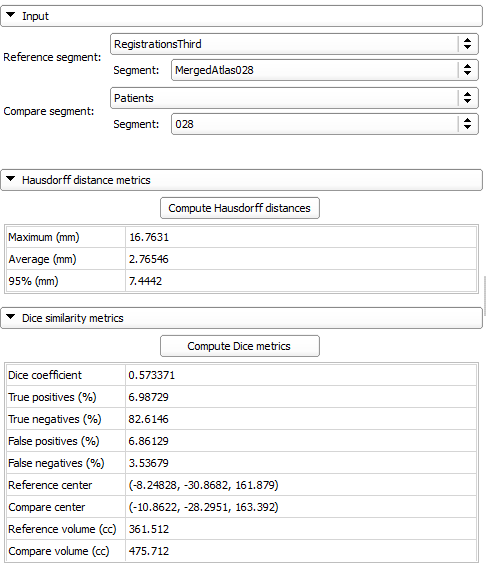 Input
Reference segment:
RegistrationsThird
Segment: MergedAtlas028
Compare segment:
Patients
Segment: 028
Hausdorff distance metrics
Compute Hausdorff distances
Maximum (mm) 16.7631
Average (mm) 2.76546
95% (mm) 7.4442
Dice similarity metrics
Compute Dice metrics
Dice coefficient 0.573371
True positives (%) 6.98729
True negatives (%) 82.6146
False positives (%) 6.86129
False negatives (%) 3.53679
Reference center (-8.24828, -30.8682, 161.879)
Compare center (-10.8622, -28.2951, 163.392)
Reference volume (cc) 361.512
Compare volume (cc) 475.712